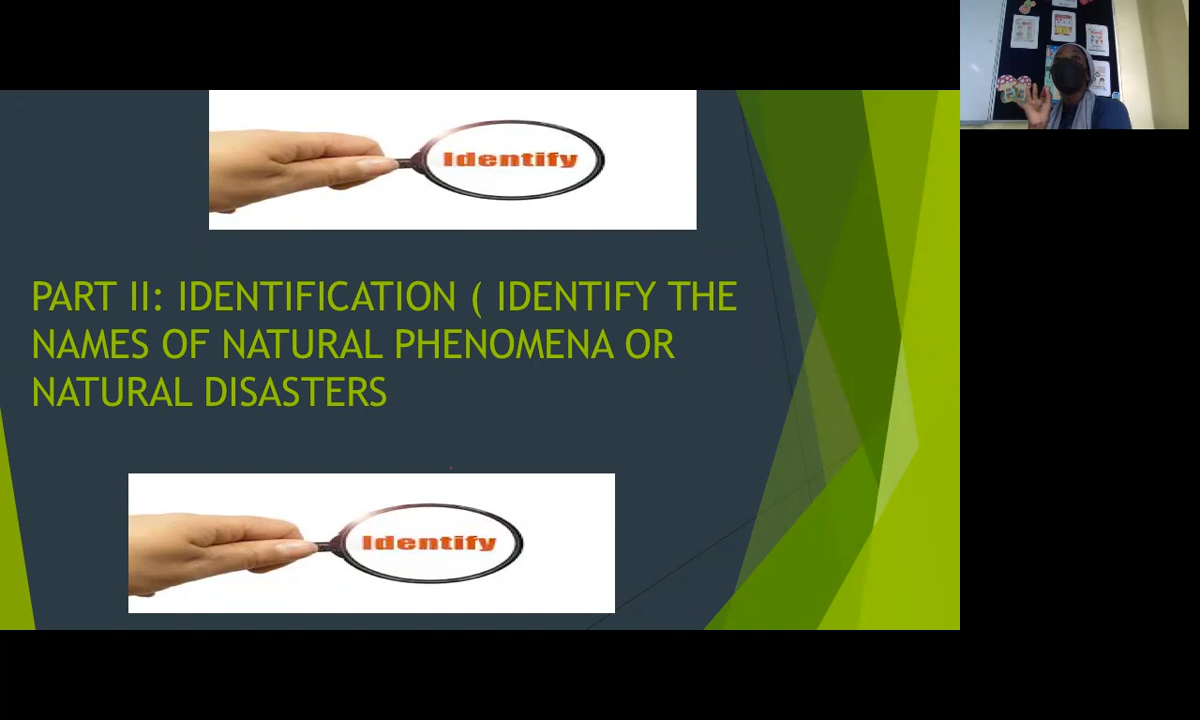 Identify
PART II: IDENTIFICATION ( IDENTIFY THE
NAMES OF NATURAL PHENOMENA OR
NATURAL DISASTERS
Identify